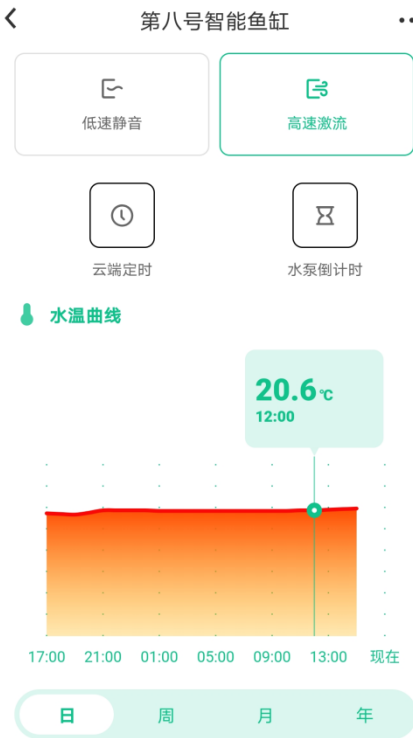 第八号智能鱼缸
低速静音
高速激流
云端定时
水泵倒计时
水温曲线
20.6℃
12:00
17:00 21:00 01:00 05:00 09:00 13:00 现在
日 周 月 年